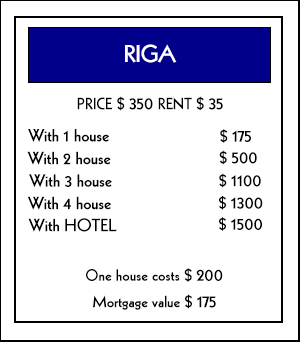 RIGA
PRICE $ 350 RENT $ 35
With 1 house $ 175
With 2 house $ 500
With 3 house $ 1100
With 4 house $ 1300
With HOTEL $ 1500
One house costs $ 200
Mortgage value $ 175